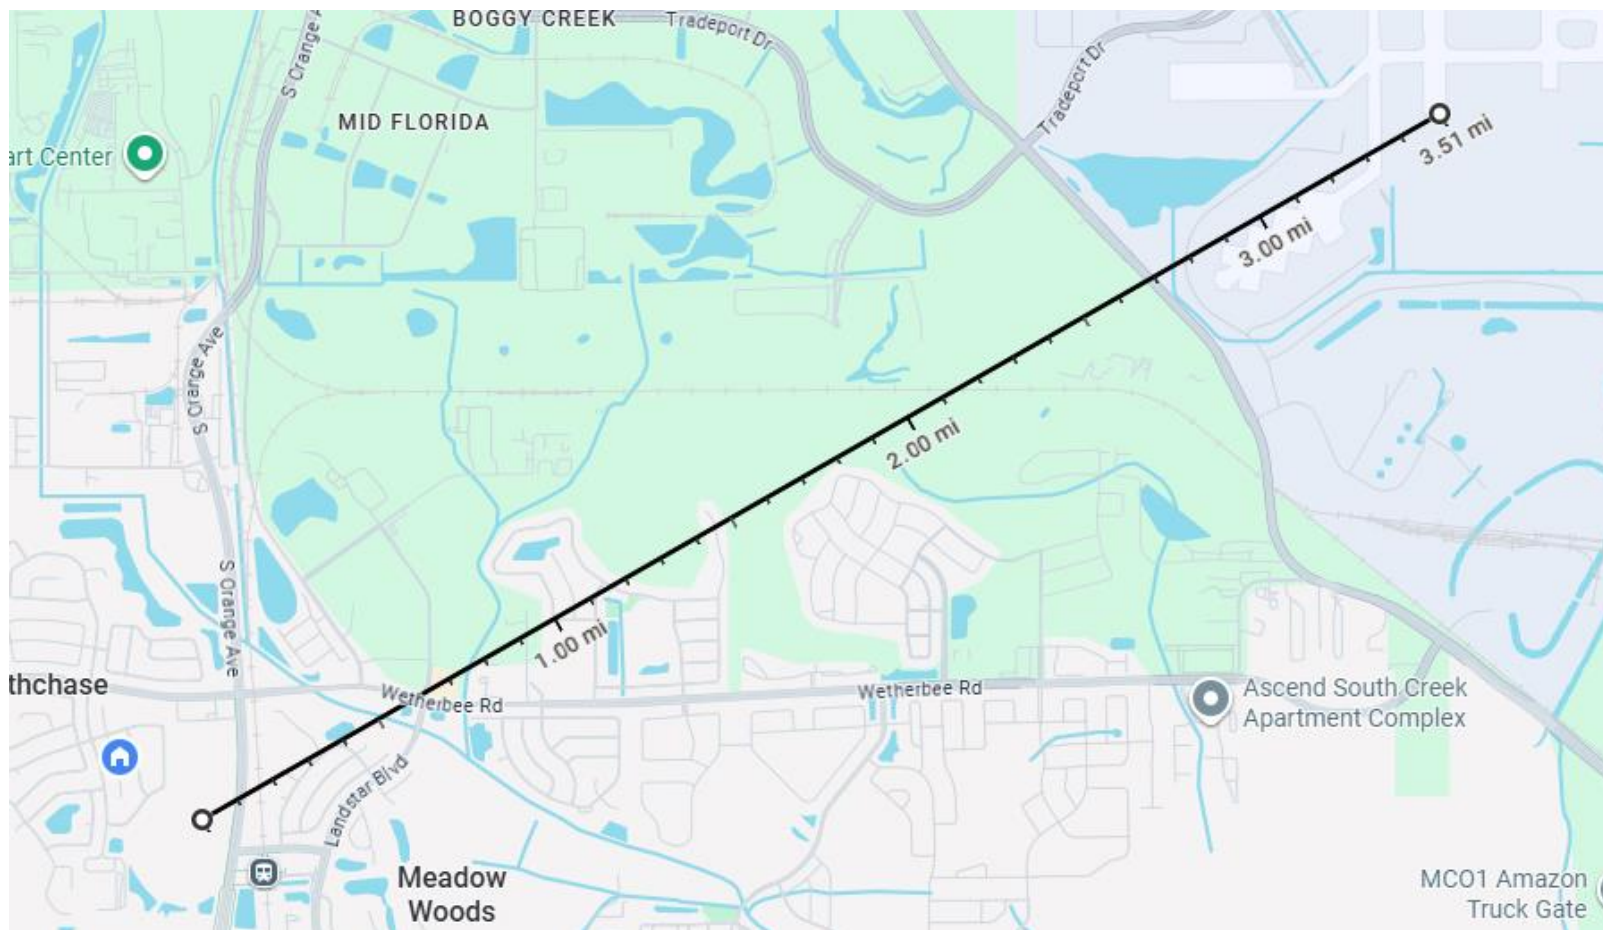 BOGGY CREEK
Tradeport Dr
S Orange A
Tradeport Dr
MID FLORIDA
art Center
3.51 mi
3.00 mi
S Orange Ave
2.00 mi
S Orange Ave
1.00 mi
thchase
Wetherbee Rd
Wetherbee Rd
Ascend South Creek
Apartment Complex
Landstar Blvd
Meadow
Woods
MCO1 Amazon
Truck Gate